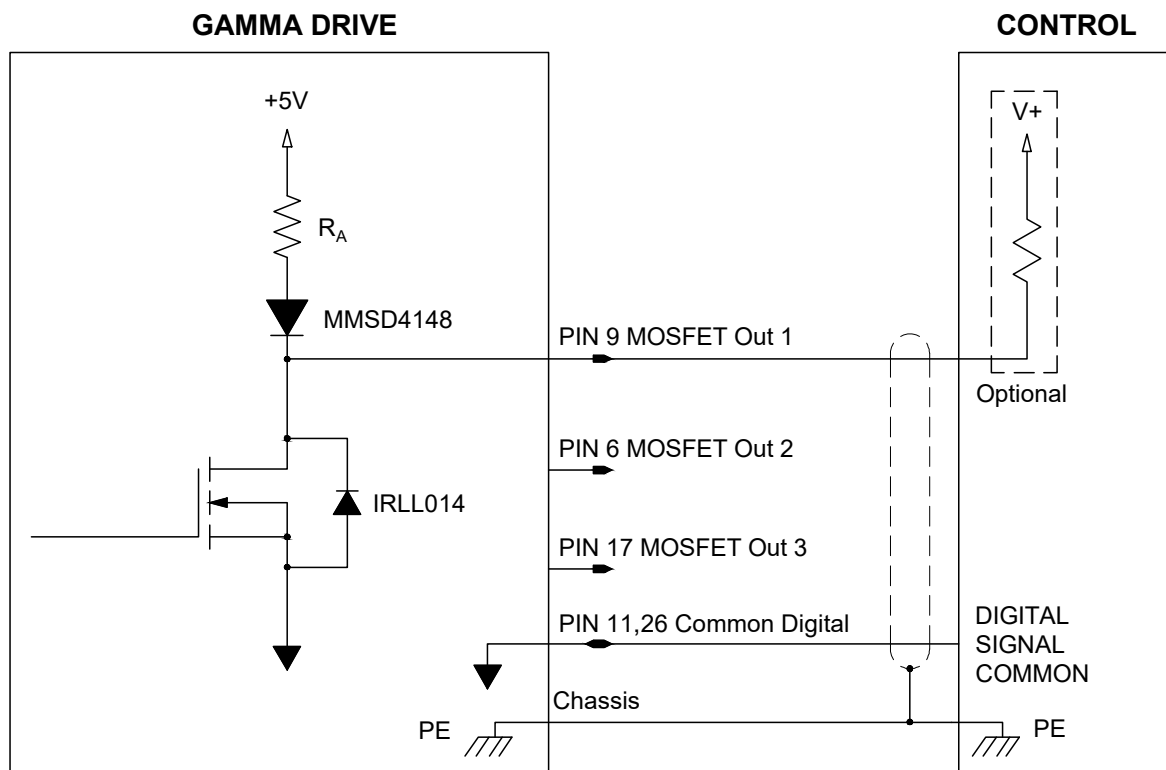 GAMMA DRIVE
CONTROL
+5V
V+
R_A
MMSD4148
PIN 9 MOSFET Out 1
Optional
PIN 6 MOSFET Out 2
IRLL014
PIN 17 MOSFET Out 3
PIN 11,26 Common Digital
DIGITAL
SIGNAL
COMMON
Chassis
PE
PE